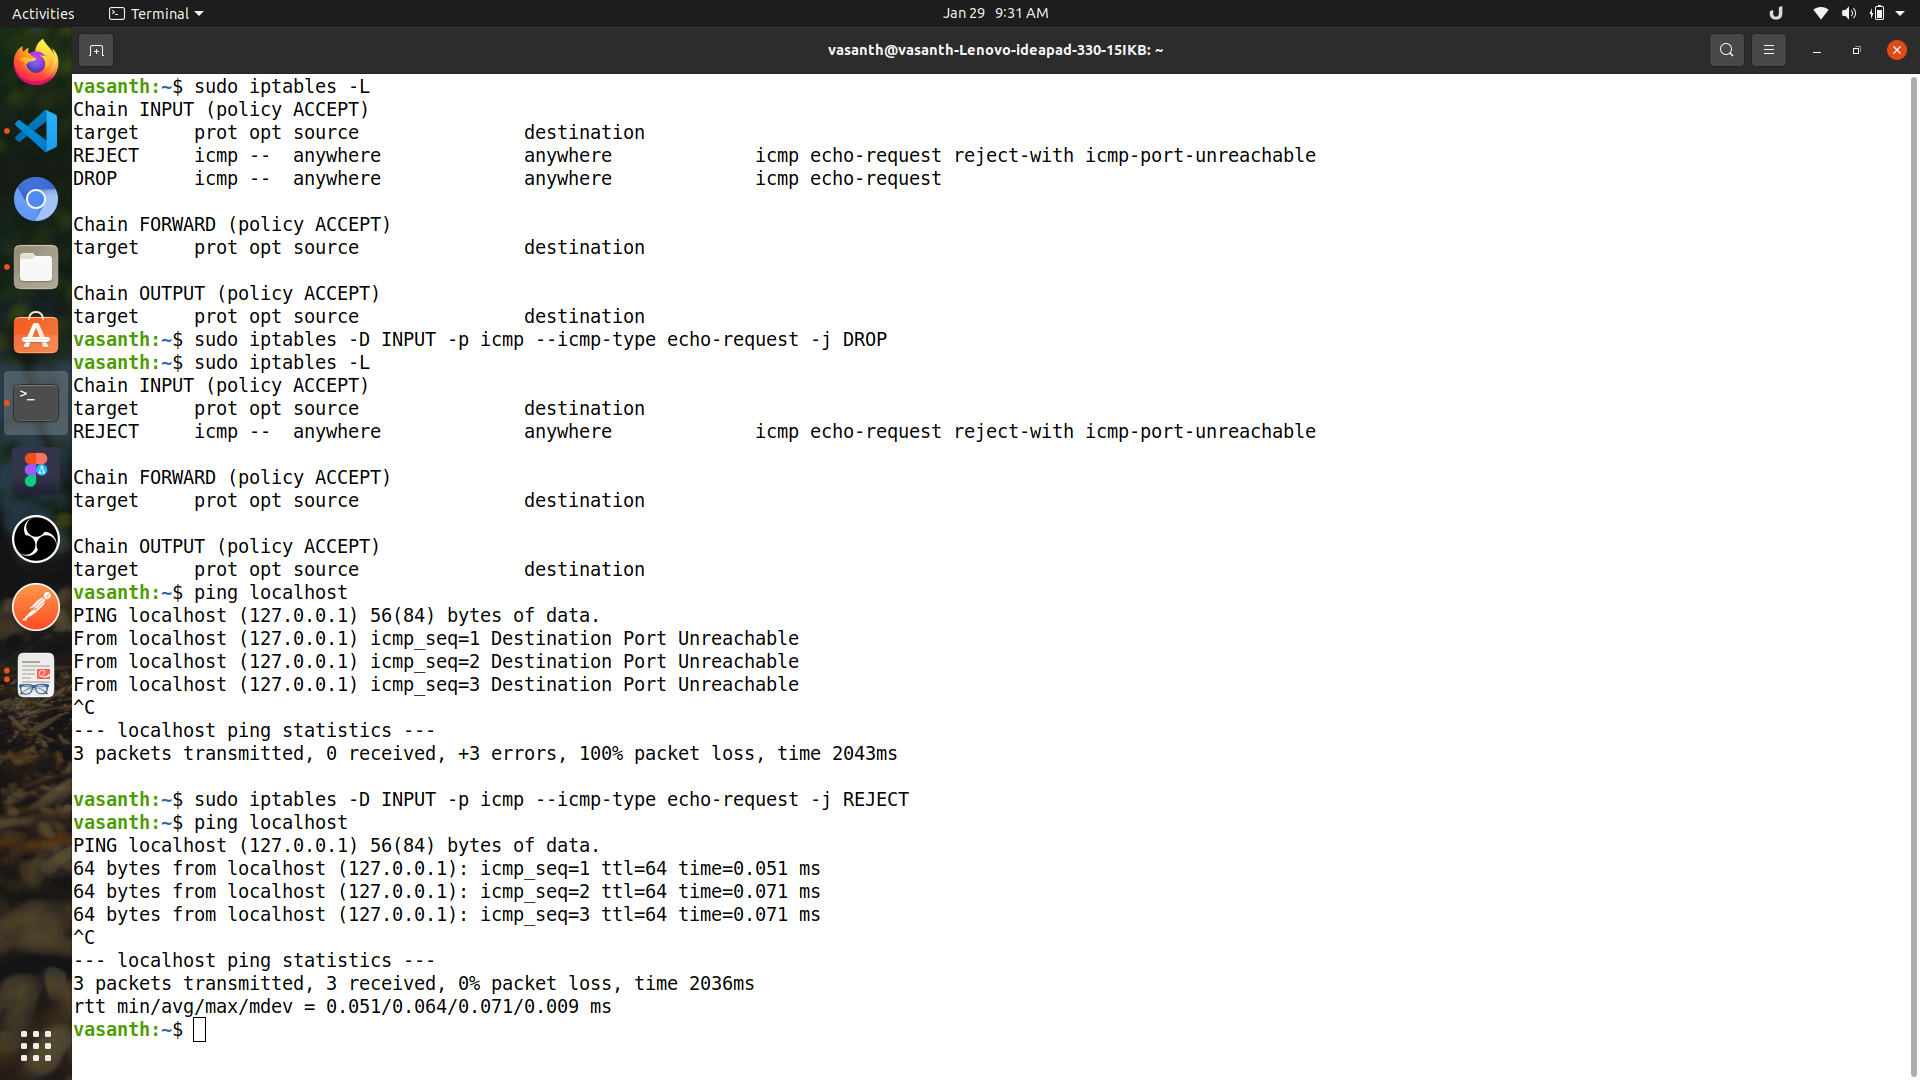 Activities Terminal Jan 29 9:31 AM
vasanth@vasanth-Lenovo-ideapad-330-15IKB: ~
vasanth:~$ sudo iptables -L
Chain INPUT (policy ACCEPT)
target     prot opt source               destination
REJECT     icmp --  anywhere             anywhere             icmp echo-request reject-with icmp-port-unreachable
DROP       icmp --  anywhere             anywhere             icmp echo-request

Chain FORWARD (policy ACCEPT)
target     prot opt source               destination

Chain OUTPUT (policy ACCEPT)
target     prot opt source               destination
vasanth:~$ sudo iptables -D INPUT -p icmp --icmp-type echo-request -j DROP
vasanth:~$ sudo iptables -L
Chain INPUT (policy ACCEPT)
target     prot opt source               destination
REJECT     icmp --  anywhere             anywhere             icmp echo-request reject-with icmp-port-unreachable

Chain FORWARD (policy ACCEPT)
target     prot opt source               destination

Chain OUTPUT (policy ACCEPT)
target     prot opt source               destination
vasanth:~$ ping localhost
PING localhost (127.0.0.1) 56(84) bytes of data.
From localhost (127.0.0.1) icmp_seq=1 Destination Port Unreachable
From localhost (127.0.0.1) icmp_seq=2 Destination Port Unreachable
From localhost (127.0.0.1) icmp_seq=3 Destination Port Unreachable
^C
--- localhost ping statistics ---
3 packets transmitted, 0 received, +3 errors, 100% packet loss, time 2043ms

vasanth:~$ sudo iptables -D INPUT -p icmp --icmp-type echo-request -j REJECT
vasanth:~$ ping localhost
PING localhost (127.0.0.1) 56(84) bytes of data.
64 bytes from localhost (127.0.0.1): icmp_seq=1 ttl=64 time=0.051 ms
64 bytes from localhost (127.0.0.1): icmp_seq=2 ttl=64 time=0.071 ms
64 bytes from localhost (127.0.0.1): icmp_seq=3 ttl=64 time=0.071 ms
^C
--- localhost ping statistics ---
3 packets transmitted, 3 received, 0% packet loss, time 2036ms
rtt min/avg/max/mdev = 0.051/0.064/0.071/0.009 ms
vasanth:~$